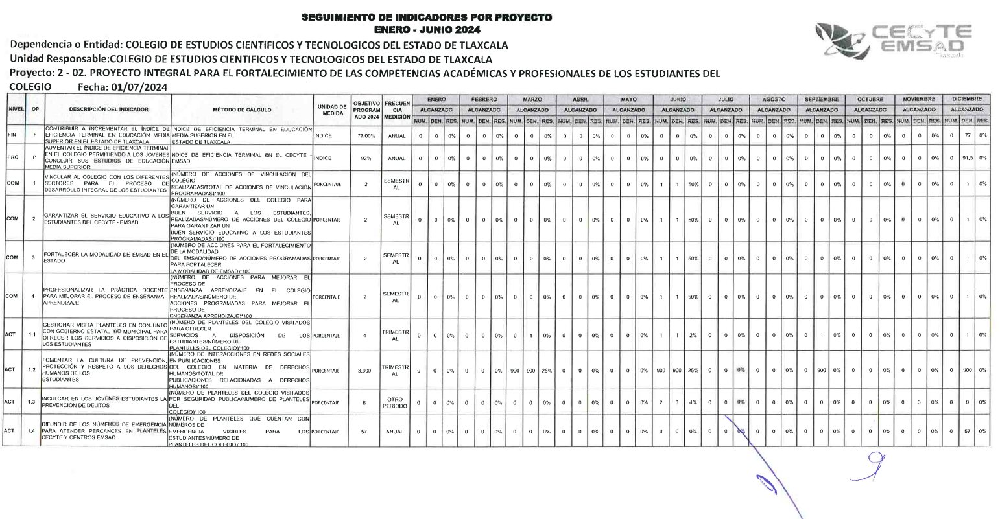 SEGUIMIENTO DE INDICADORES POR PROYECTO
ENERO - JUNIO 2024
CECyTE
EMSAD
Tlaxcala
Dependencia o Entidad: COLEGIO DE ESTUDIOS CIENTIFICOS Y TECNOLOGICOS DEL ESTADO DE TLAXCALA
Unidad Responsable:COLEGIO DE ESTUDIOS CIENTIFICOS Y TECNOLOGICOS DEL ESTADO DE TLAXCALA
Proyecto: 2 - 02. PROYECTO INTEGRAL PARA EL FORTALECIMIENTO DE LAS COMPETENCIAS ACADÉMICAS Y PROFESIONALES DE LOS ESTUDIANTES DEL
COLEGIO Fecha: 01/07/2024
NIVEL OP DESCRIPCIÓN DEL INDICADOR MÉTODO DE CÁLCULO UNIDAD DE MEDIDA OBJETIVO PROGRAM ADO 2024 FRECUEN CIA MEDICIÓN
ENERO FEBRERO MARZO ABRIL MAYO JUNIO JULIO AGOSTO SEPTIEMBRE OCTUBRE NOVIEMBRE DICIEMBRE
ALCANZADO ALCANZADO ALCANZADO ALCANZADO ALCANZADO ALCANZADO ALCANZADO ALCANZADO ALCANZADO ALCANZADO ALCANZADO ALCANZADO
NUM. DEN. RES. NUM. DEN. RES. NUM. DEN. RES. NUM. DEN. RES. NUM. DEN. RES. NUM. DEN. RES. NUM. DEN. RES. NUM. DEN. RES. NUM. DEN. RES. NUM. DEN. RES. NUM. DEN. RES. NUM. DEN. RES.
FIN F
CONTRIBUIR A INCREMENTAR EL ÍNDICE DE
EFICIENCIA TERMINAL EN EDUCACIÓN MEDIA
SUPERIOR EN EL ESTADO DE TLAXCALA
ÍNDICE DE EFICIENCIA TERMINAL EN EDUCACIÓN
MEDIA SUPERIOR EN EL
ESTADO DE TLAXCALA
ÍNDICE 77,00% ANUAL 0 0 0% 0 0 0% 0 0 0% 0 0 0% 0 0 0% 0 0 0% 0 0 0% 0 0 0% 0 0 0% 0 0 0% 0 0 0% 0 77 0%
PRO P
AUMENTAR EL ÍNDICE DE EFICIENCIA TERMINAL
EN EL COLEGIO PERMITIENDO A LOS JÓVENES
CONCLUIR SUS ESTUDIOS DE EDUCACIÓN
MEDIA SUPERIOR
INDICE DE EFICIENCIA TERMINAL EN EL CECYTE -
EMSAD
ÍNDICE 92% ANUAL 0 0 0% 0 0 0% 0 0 0% 0 0 0% 0 0 0% 0 0 0% 0 0 0% 0 0 0% 0 0 0% 0 0 0% 0 0 0% 0 91,5 0%
COM 1
VINCULAR AL COLEGIO CON LOS DIFERENTES
SECTORES PARA EL PROCESO DE
DESARROLLO INTEGRAL DE LOS ESTUDIANTES
(NÚMERO DE ACCIONES DE VINCULACIÓN DEL
COLEGIO
REALIZADAS/TOTAL DE ACCIONES DE VINCULACIÓN
PROGRAMADAS)*100
PORCENTAJE 2 SEMESTR AL 0 0 0% 0 0 0% 0 0 0% 0 0 0% 0 0 0% 1 1 50% 0 0 0% 0 0 0% 0 0 0% 0 0 0% 0 0 0% 0 1 0%
COM 2
GARANTIZAR EL SERVICIO EDUCATIVO A LOS
ESTUDIANTES DEL CECYTE - EMSAD
(NÚMERO DE ACCIONES DEL COLEGIO PARA
GARANTIZAR UN
BUEN SERVICIO A LOS ESTUDIANTES,
REALIZADAS/NÚMERO DE ACCIONES DEL COLEGIO
PARA GARANTIZAR UN
BUEN SERVICIO EDUCATIVO A LOS ESTUDIANTES
PROGRAMADAS)*100
PORCENTAJE 2 SEMESTR AL 0 0 0% 0 0 0% 0 0 0% 0 0 0% 0 0 0% 1 1 50% 0 0 0% 0 0 0% 0 0 0% 0 0 0% 0 0 0% 0 1 0%
COM 3
FORTALECER LA MODALIDAD DE EMSAD EN EL
ESTADO
(NÚMERO DE ACCIONES PARA EL FORTALECIMIENTO
DE LA MODALIDAD
DEL EMSAD/NÚMERO DE ACCIONES PROGRAMADAS
PARA FORTALECER
LA MODALIDAD DE EMSAD)*100
PORCENTAJE 2 SEMESTR AL 0 0 0% 0 0 0% 0 0 0% 0 0 0% 0 0 0% 1 1 50% 0 0 0% 0 0 0% 0 0 0% 0 0 0% 0 0 0% 0 1 0%
COM 4
PROFESIONALIZAR LA PRÁCTICA DOCENTE
PARA MEJORAR EL PROCESO DE ENSEÑANZA -
APRENDIZAJE
(NÚMERO DE ACCIONES PARA MEJORAR EL
PROCESO DE
ENSEÑANZA APRENDIZAJE EN EL COLEGIO
REALIZADAS/NÚMERO DE
ACCIONES PROGRAMADAS PARA MEJORAR EL
PROCESO DE
ENSEÑANZA APRENDIZAJE)*100
PORCENTAJE 2 SEMESTR AL 0 0 0% 0 0 0% 0 0 0% 0 0 0% 0 0 0% 1 1 50% 0 0 0% 0 0 0% 0 0 0% 0 0 0% 0 0 0% 0 1 0%
ACT 1.1
GESTIONAR VISITA PLANTELES EN CONJUNTO
CON GOBIERNO ESTATAL Y/O MUNICIPAL PARA
OFRECER LOS SERVICIOS A DISPOSICIÓN DE
LOS ESTUDIANTES
(NÚMERO DE PLANTELES DEL COLEGIO VISITADOS
PARA OFRECER
SERVICIOS A DISPOSICIÓN DE LOS
ESTUDIANTES/NÚMERO DE
PLANTELES DEL COLEGIO)*100
PORCENTAJE 4 TRIMESTR AL 0 0 0% 0 0 0% 0 1 0% 0 0 0% 0 0 0% 1 1 2% 0 0 0% 0 0 0% 0 1 0% 0 0 0% 0 0 0% 0 1 0%
ACT 1.2
FOMENTAR LA CULTURA DE PREVENCIÓN,
PROTECCIÓN Y RESPETO A LOS DERECHOS
HUMANOS DE LOS
ESTUDIANTES
(NÚMERO DE INTERACCIONES EN REDES SOCIALES
EN PUBLICACIONES
DEL COLEGIO EN MATERIA DE DERECHOS
HUMANOS/TOTAL DE
PUBLICACIONES RELACIONADAS A DERECHOS
HUMANOS)*100
PORCENTAJE 3,600 TRIMESTR AL 0 0 0% 0 0 0% 900 900 25% 0 0 0% 0 0 0% 900 900 25% 0 0 0% 0 0 0% 0 900 0% 0 0 0% 0 0 0% 0 900 0%
ACT 1.3
INCULCAR EN LOS JÓVENES ESTUDIANTES LA
PREVENCIÓN DE DELITOS
(NÚMERO DE PLANTELES DEL COLEGIO VISITADOS
POR SEGURIDAD PÚBLICA/NÚMERO DE PLANTELES
DEL
COLEGIO)*100
PORCENTAJE 6 OTRO PERIODO 0 0 0% 0 0 0% 0 0 0% 0 0 0% 0 0 0% 2 3 4% 0 0 0% 0 0 0% 0 0 0% 0 0 0% 0 3 0% 0 0 0%
ACT 1.4
DIFUNDIR DE LOS NÚMEROS DE EMERGENCIA
PARA ATENDER PERCANCES EN PLANTELES
CECYTE Y CENTROS EMSAD
(NÚMERO DE PLANTELES QUE CUENTAN CON
NÚMEROS DE
EMERGENCIA VISIBLES PARA LOS
ESTUDIANTES/NÚMERO DE
PLANTELES DEL COLEGIO)*100
PORCENTAJE 57 ANUAL 0 0 0% 0 0 0% 0 0 0% 0 0 0% 0 0 0% 0 0 0% 0 0 0% 0 0 0% 0 0 0% 0 0 0% 0 0 0% 0 57 0%